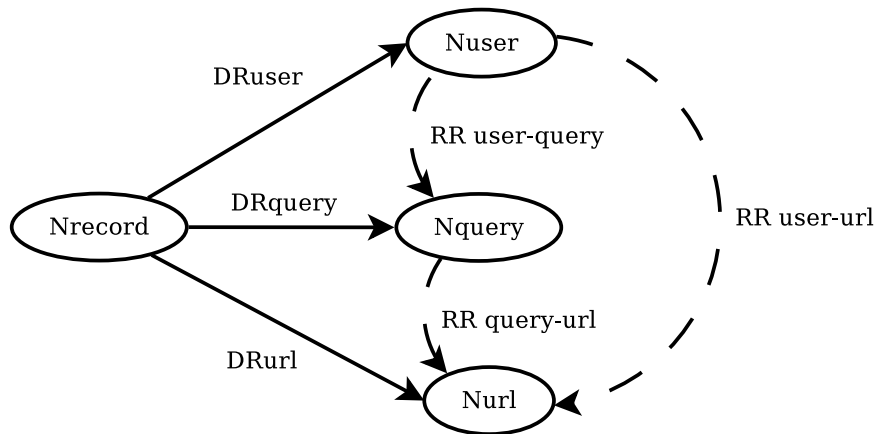 Nuser
DRuser
RR user-query
DRquery
Nrecord
Nquery
RR user-url
RR query-url
DRurl
Nurl